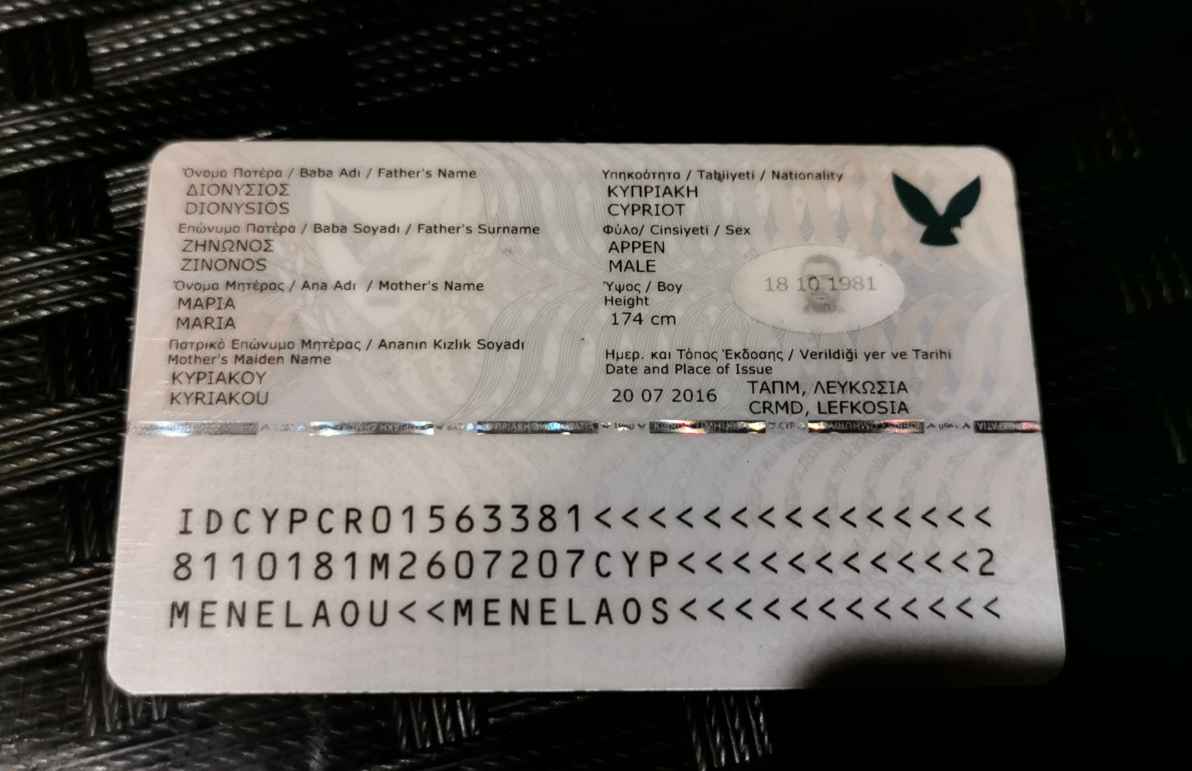 Όνομα Πατέρα / Baba Adı / Father's Name
ΔΙΟΝΥΣΙΟΣ
DIONYSIOS
Επώνυμο Πατέρα / Baba Soyadı / Father's Surname
ΖΗΝΩΝΟΣ
ZINONOS
Όνομα Μητέρας / Ana Adı / Mother's Name
ΜΑΡΙΑ
MARIA
Πατρικό Επώνυμο Μητέρας / Ananın Kızlık Soyadı
Mother's Maiden Name
ΚΥΡΙΑΚΟΥ
KYRIAKOU
Υπηκοότητα / Tabiiyeti / Nationality
ΚΥΠΡΙΑΚΗ
CYPRIOT
Φύλο/ Cinsiyeti / Sex
ΑΡΡΕΝ
MALE
Ύψος / Boy
Height
174 cm
18 10 1981
Ημερ. και Τόπος Έκδοσης / Verildiği yer ve Tarihi
Date and Place of Issue
20 07 2016
ΤΑΠΜ, ΛΕΥΚΩΣΙΑ
CRMD, LEFKOSIA
IDCYPCR01563381<<<<<<<<<<<<<<<
8110181M2607207CYP<<<<<<<<<<<2
MENELAOU<<MENELAOS<<<<<<<<<<<<